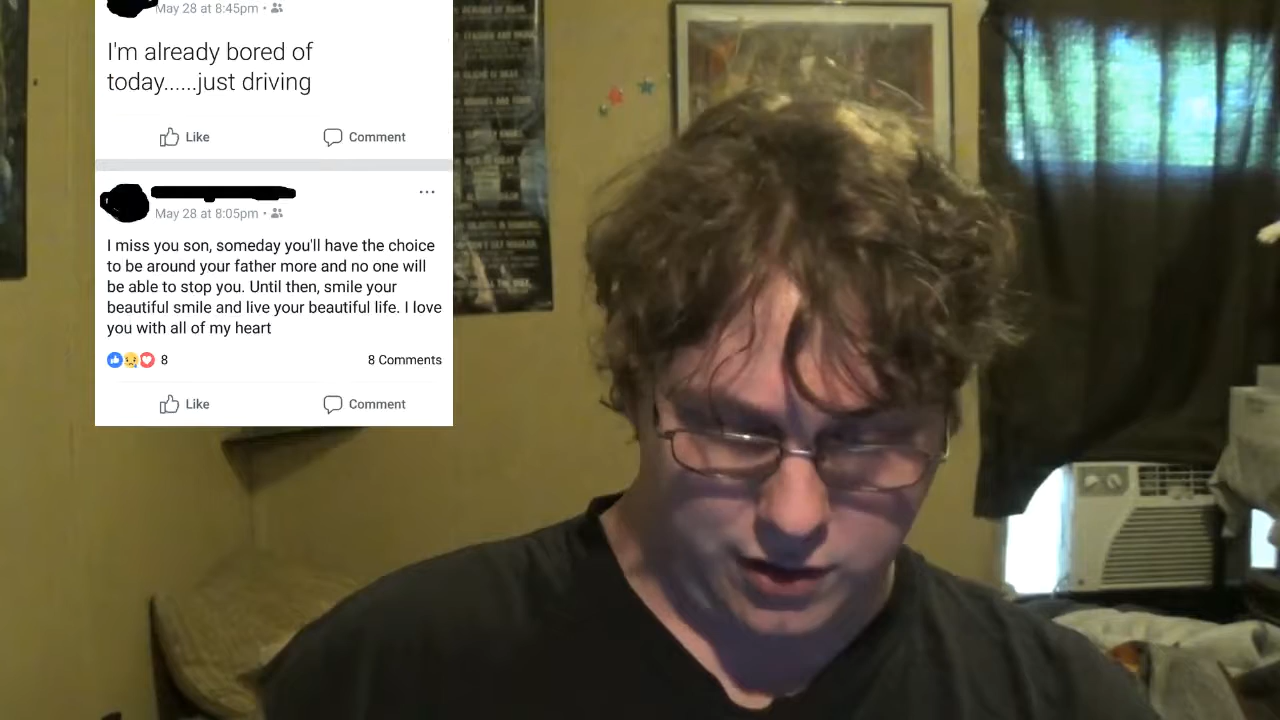 May 28 at 8:45pm •
I'm already bored of
today......just driving
Like Comment
May 28 at 8:05pm •
I miss you son, someday you'll have the choice
to be around your father more and no one will
be able to stop you. Until then, smile your
beautiful smile and live your beautiful life. I love
you with all of my heart
8 8 Comments
Like Comment